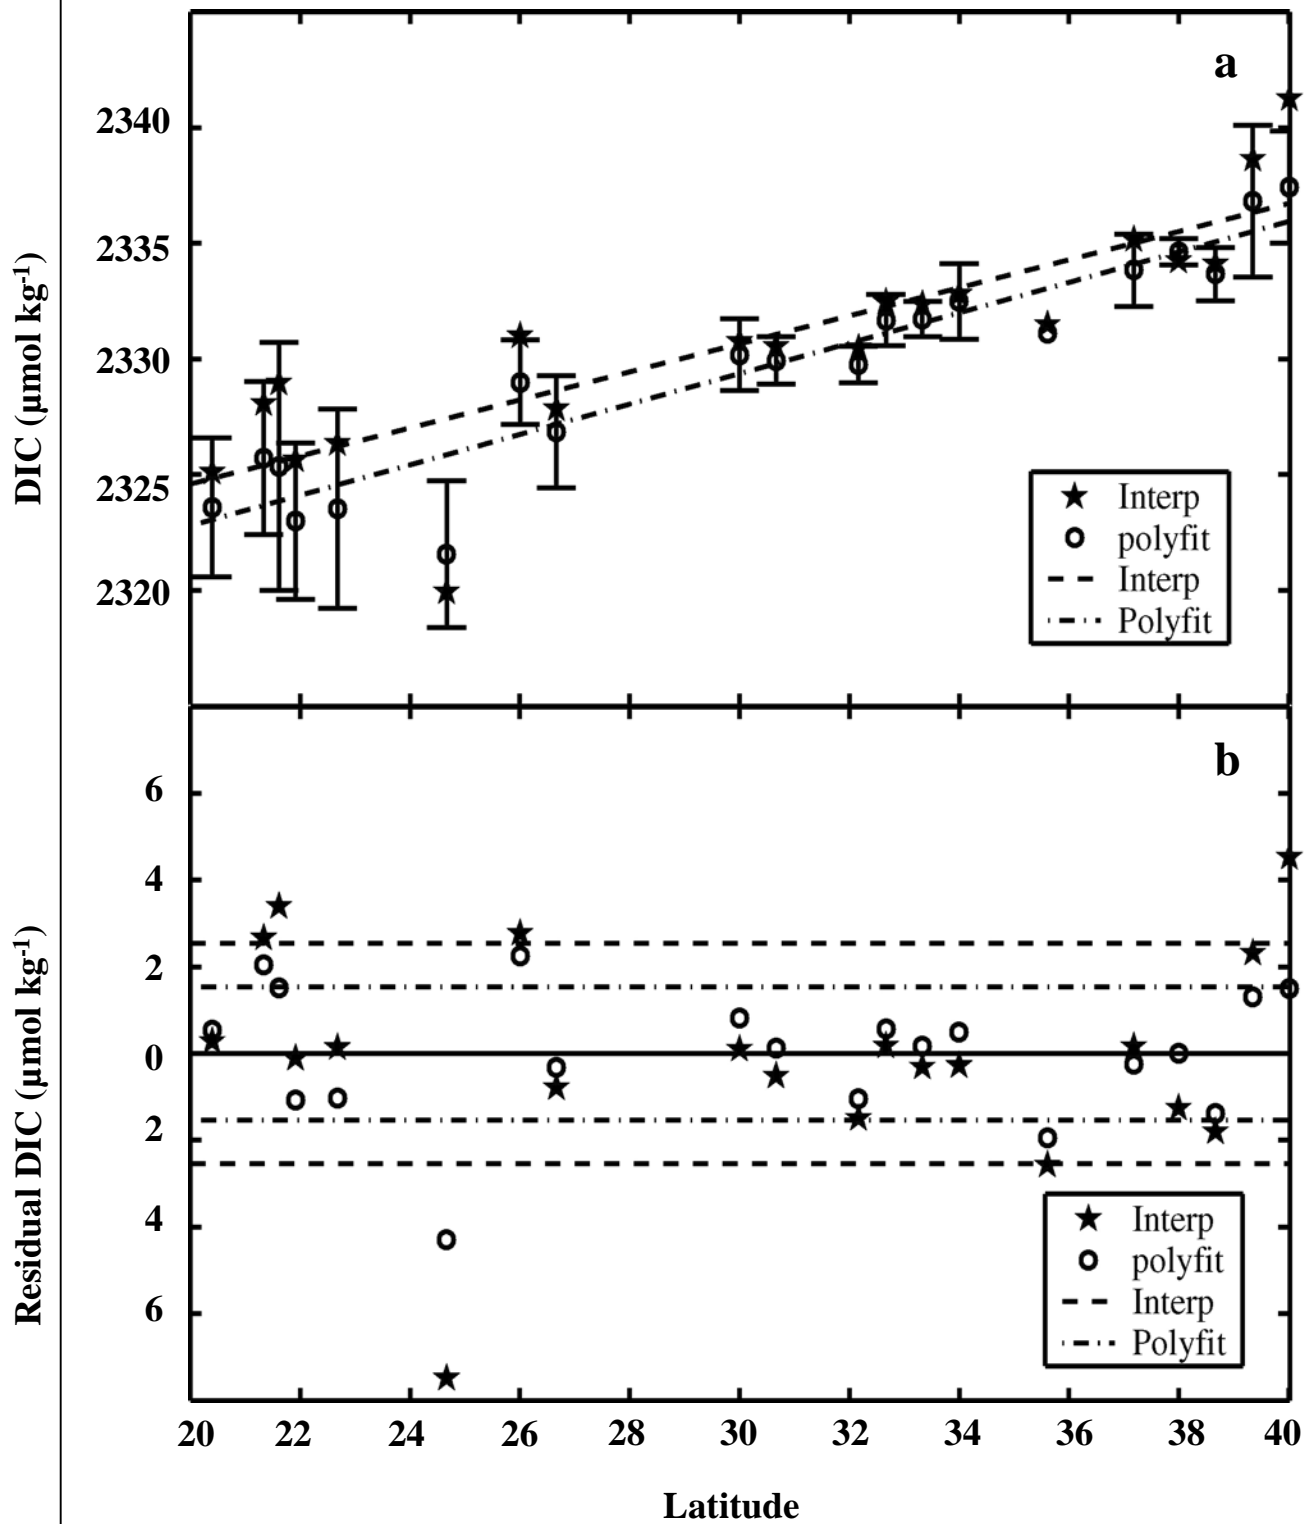 a
2340
2335
2330
2325
2320
DIC (µmol kg-1)
Interp
polyfit
Interp
Polyfit
b
6
4
2
0
2
4
6
Residual DIC (µmol kg-1)
Interp
polyfit
Interp
Polyfit
20 22 24 26 28 30 32 34 36 38 40
Latitude